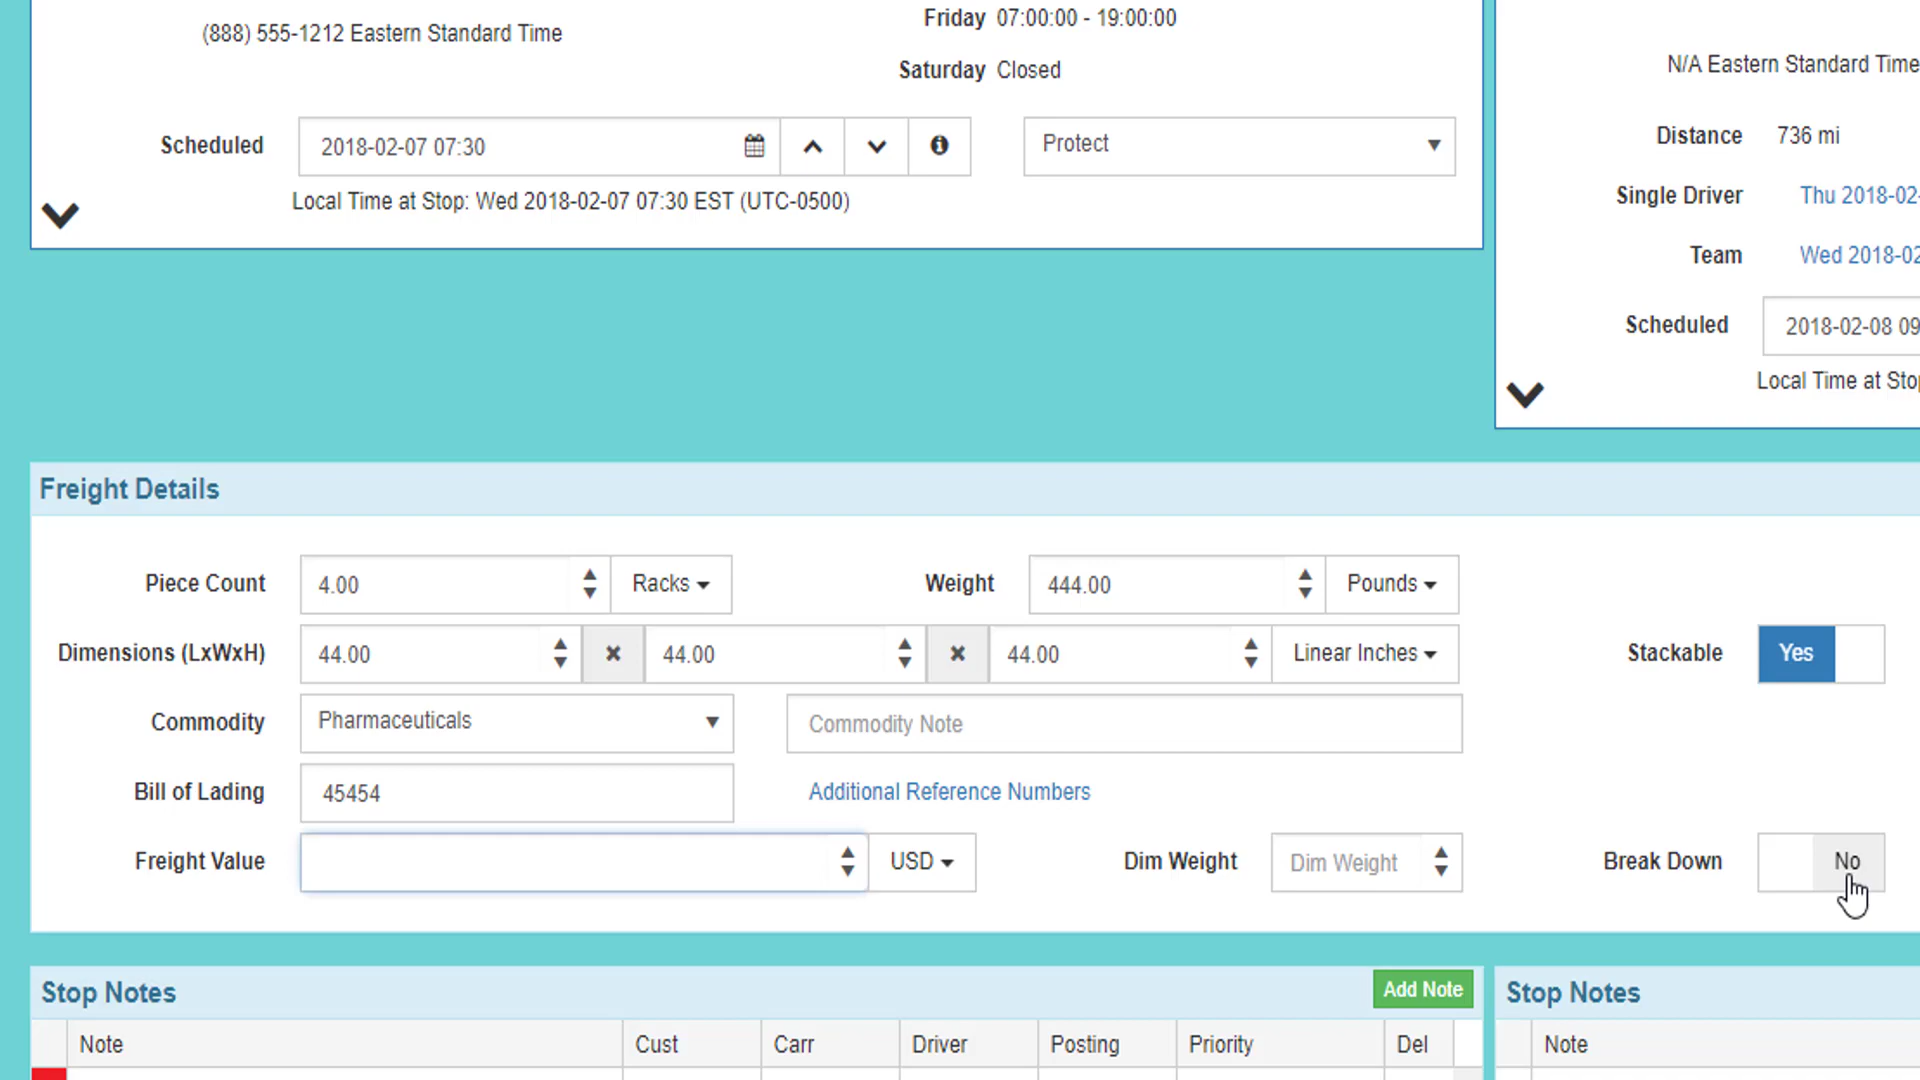 (888) 555-1212 Eastern Standard Time
Friday 07:00:00 - 19:00:00
Saturday Closed
Scheduled 2018-02-07 07:30 Protect
Local Time at Stop: Wed 2018-02-07 07:30 EST (UTC-0500)
N/A Eastern Standard Time
Distance 736 mi
Single Driver Thu 2018-02-
Team Wed 2018-02
Scheduled 2018-02-08 09
Local Time at Sto
Freight Details
Piece Count 4.00 Racks Weight 444.00 Pounds
Dimensions (LxWxH) 44.00 44.00 44.00 Linear Inches Stackable Yes
Commodity Pharmaceuticals Commodity Note
Bill of Lading 45454 Additional Reference Numbers
Freight Value USD Dim Weight Dim Weight Break Down No
Stop Notes Add Note
Note Cust Carr Driver Posting Priority Del
Stop Notes
Note